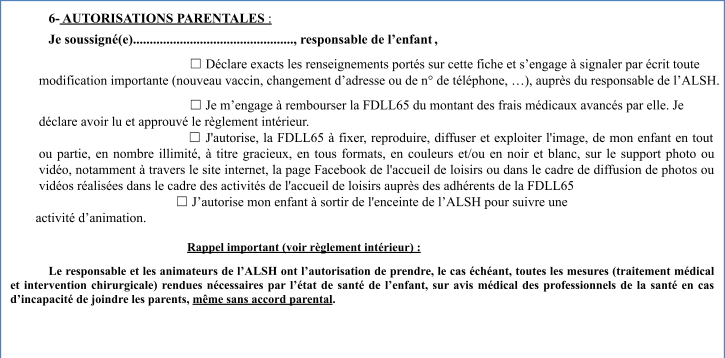 6- AUTORISATIONS PARENTALES :
Je soussigné(e)................................................, responsable de l'enfant ,
☐ Déclare exacts les renseignements portés sur cette fiche et s'engage à signaler par écrit toute
modification importante (nouveau vaccin, changement d'adresse ou de n° de téléphone, …), auprès du responsable de l'ALSH.
☐ Je m'engage à rembourser la FDLL65 du montant des frais médicaux avancés par elle. Je
déclare avoir lu et approuvé le règlement intérieur.
☐ J'autorise, la FDLL65 à fixer, reproduire, diffuser et exploiter l'image, de mon enfant en tout
ou partie, en nombre illimité, à titre gracieux, en tous formats, en couleurs et/ou en noir et blanc, sur le support photo ou
vidéo, notamment à travers le site internet, la page Facebook de l'accueil de loisirs ou dans le cadre de diffusion de photos ou
vidéos réalisées dans le cadre des activités de l'accueil de loisirs auprès des adhérents de la FDLL65
☐ J'autorise mon enfant à sortir de l'enceinte de l'ALSH pour suivre une
activité d'animation.
Rappel important (voir règlement intérieur) :
Le responsable et les animateurs de l'ALSH ont l'autorisation de prendre, le cas échéant, toutes les mesures (traitement médical
et intervention chirurgicale) rendues nécessaires par l'état de santé de l'enfant, sur avis médical des professionnels de la santé en cas
d'incapacité de joindre les parents, même sans accord parental.